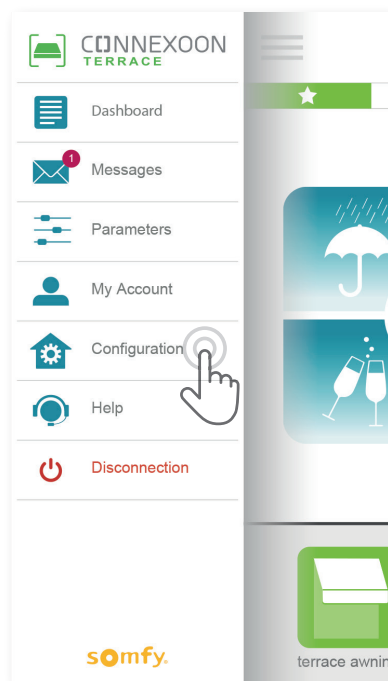 CONNEXOON
TERRACE
Dashboard
1
Messages
Parameters
My Account
Configuration
Help
Disconnection
somfy.
terrace awnin